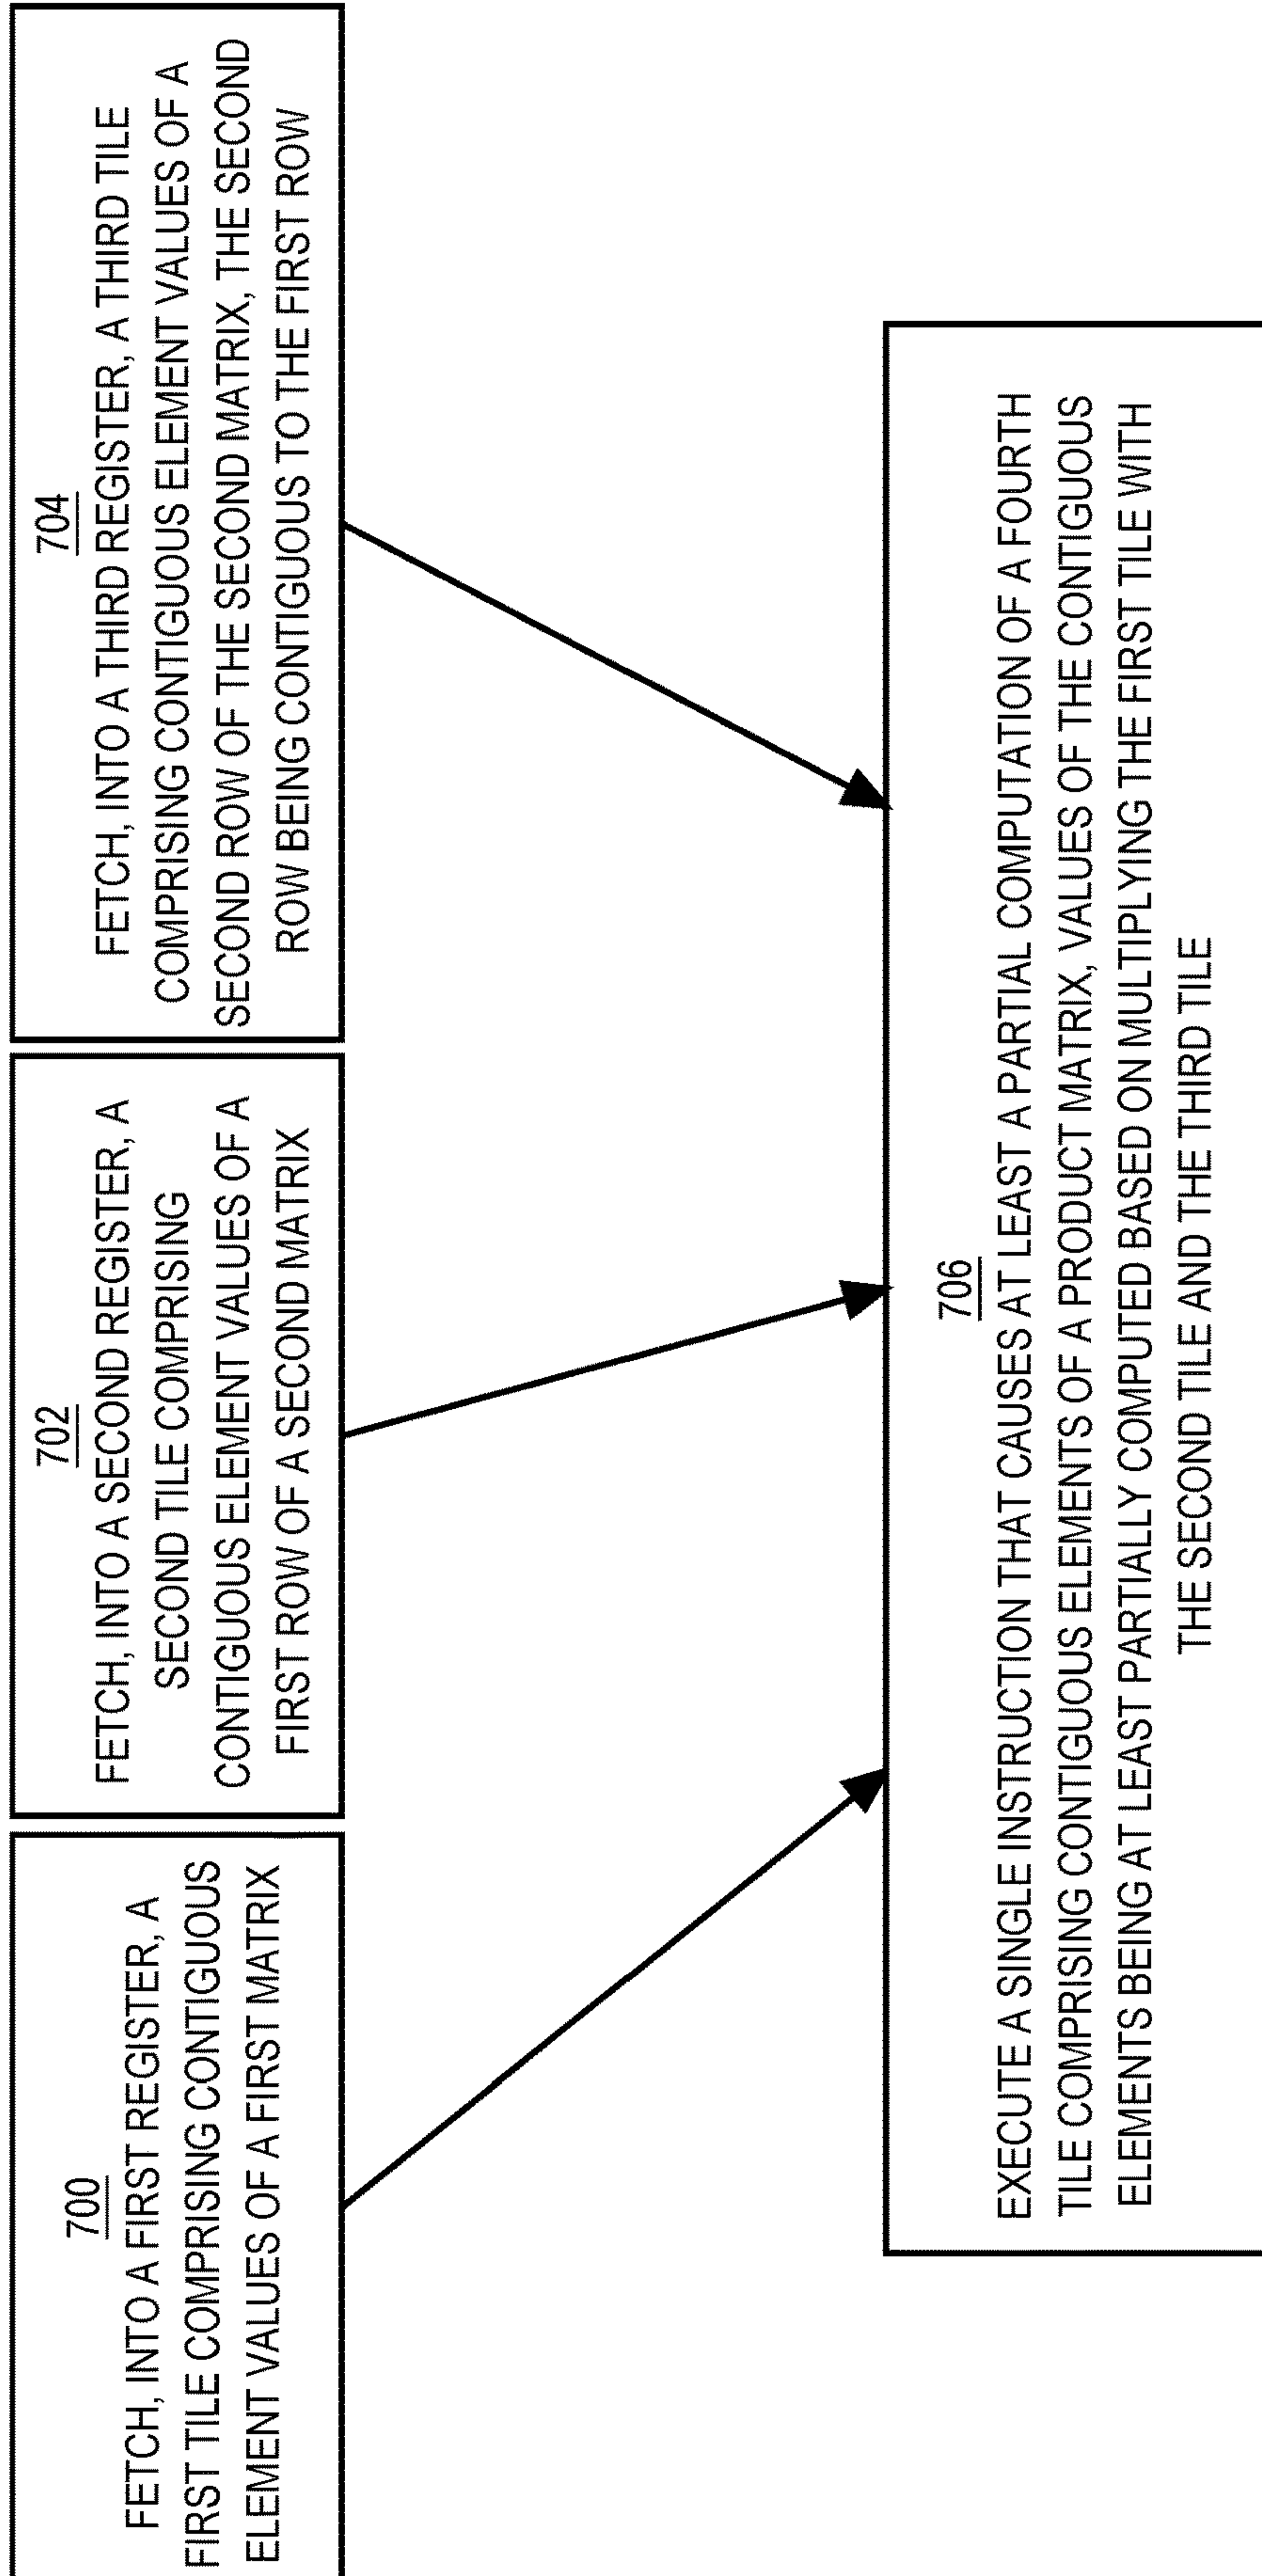 700
FETCH, INTO A FIRST REGISTER, A
FIRST TILE COMPRISING CONTIGUOUS
ELEMENT VALUES OF A FIRST MATRIX
702
FETCH, INTO A SECOND REGISTER, A
SECOND TILE COMPRISING
CONTIGUOUS ELEMENT VALUES OF A
FIRST ROW OF A SECOND MATRIX
704
FETCH, INTO A THIRD REGISTER, A THIRD TILE
COMPRISING CONTIGUOUS ELEMENT VALUES OF A
SECOND ROW OF THE SECOND MATRIX, THE SECOND
ROW BEING CONTIGUOUS TO THE FIRST ROW
706
EXECUTE A SINGLE INSTRUCTION THAT CAUSES AT LEAST A PARTIAL COMPUTATION OF A FOURTH
TILE COMPRISING CONTIGUOUS ELEMENTS OF A PRODUCT MATRIX, VALUES OF THE CONTIGUOUS
ELEMENTS BEING AT LEAST PARTIALLY COMPUTED BASED ON MULTIPLYING THE FIRST TILE WITH
THE SECOND TILE AND THE THIRD TILE